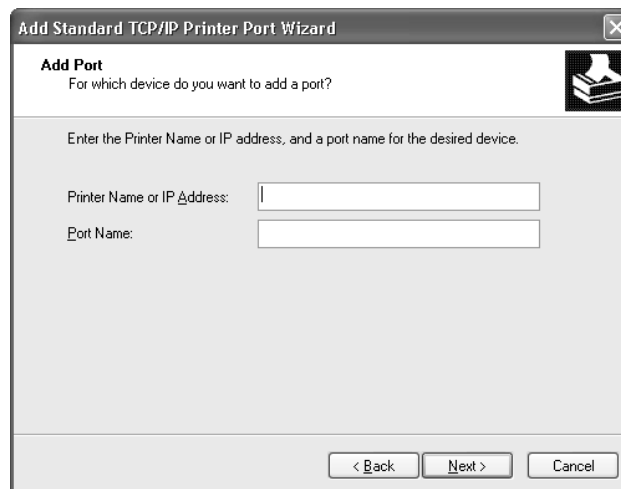 Add Standard TCP/IP Printer Port Wizard
Add Port
For which device do you want to add a port?
Enter the Printer Name or IP address, and a port name for the desired device.
Printer Name or IP Address:
Port Name:
< Back Next > Cancel